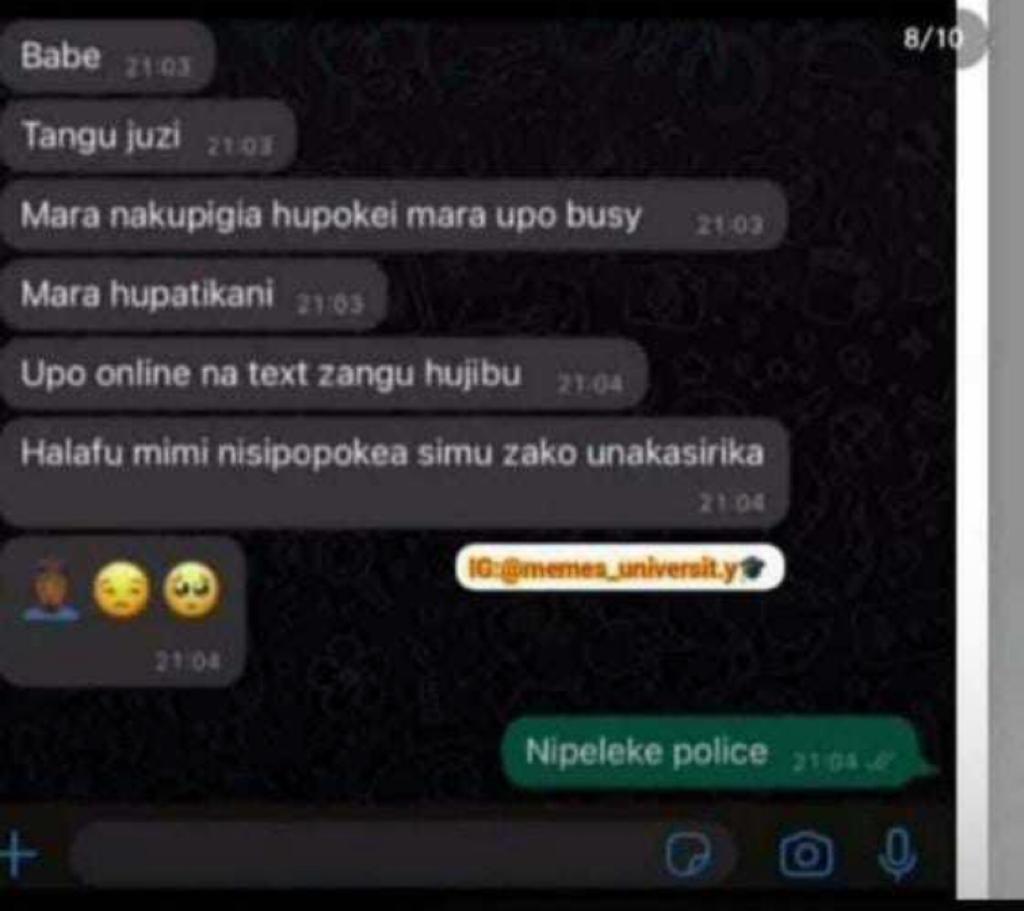 8/10
Babe 21:03
Tangu juzi 21:03
Mara nakupigia hupokei mara upo busy 21:03
Mara hupatikani 21:03
Upo online na text zangu hujibu 21:04
Halafu mimi nisipopokea simu zako unakasirika
21:04
IG:@memes_universit.y
21:04
Nipeleke police 21:04